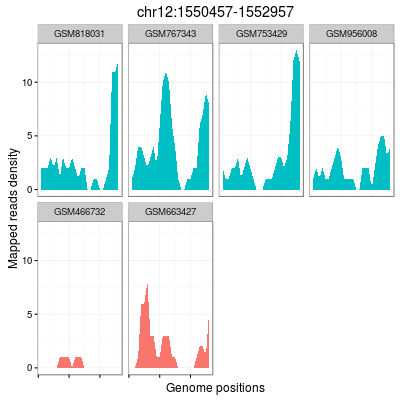 chr12:1550457-1552957
GSM818031 GSM767343 GSM753429 GSM956008
10
5
0
GSM466732 GSM663427
10
5
0
Mapped reads density
Genome positions